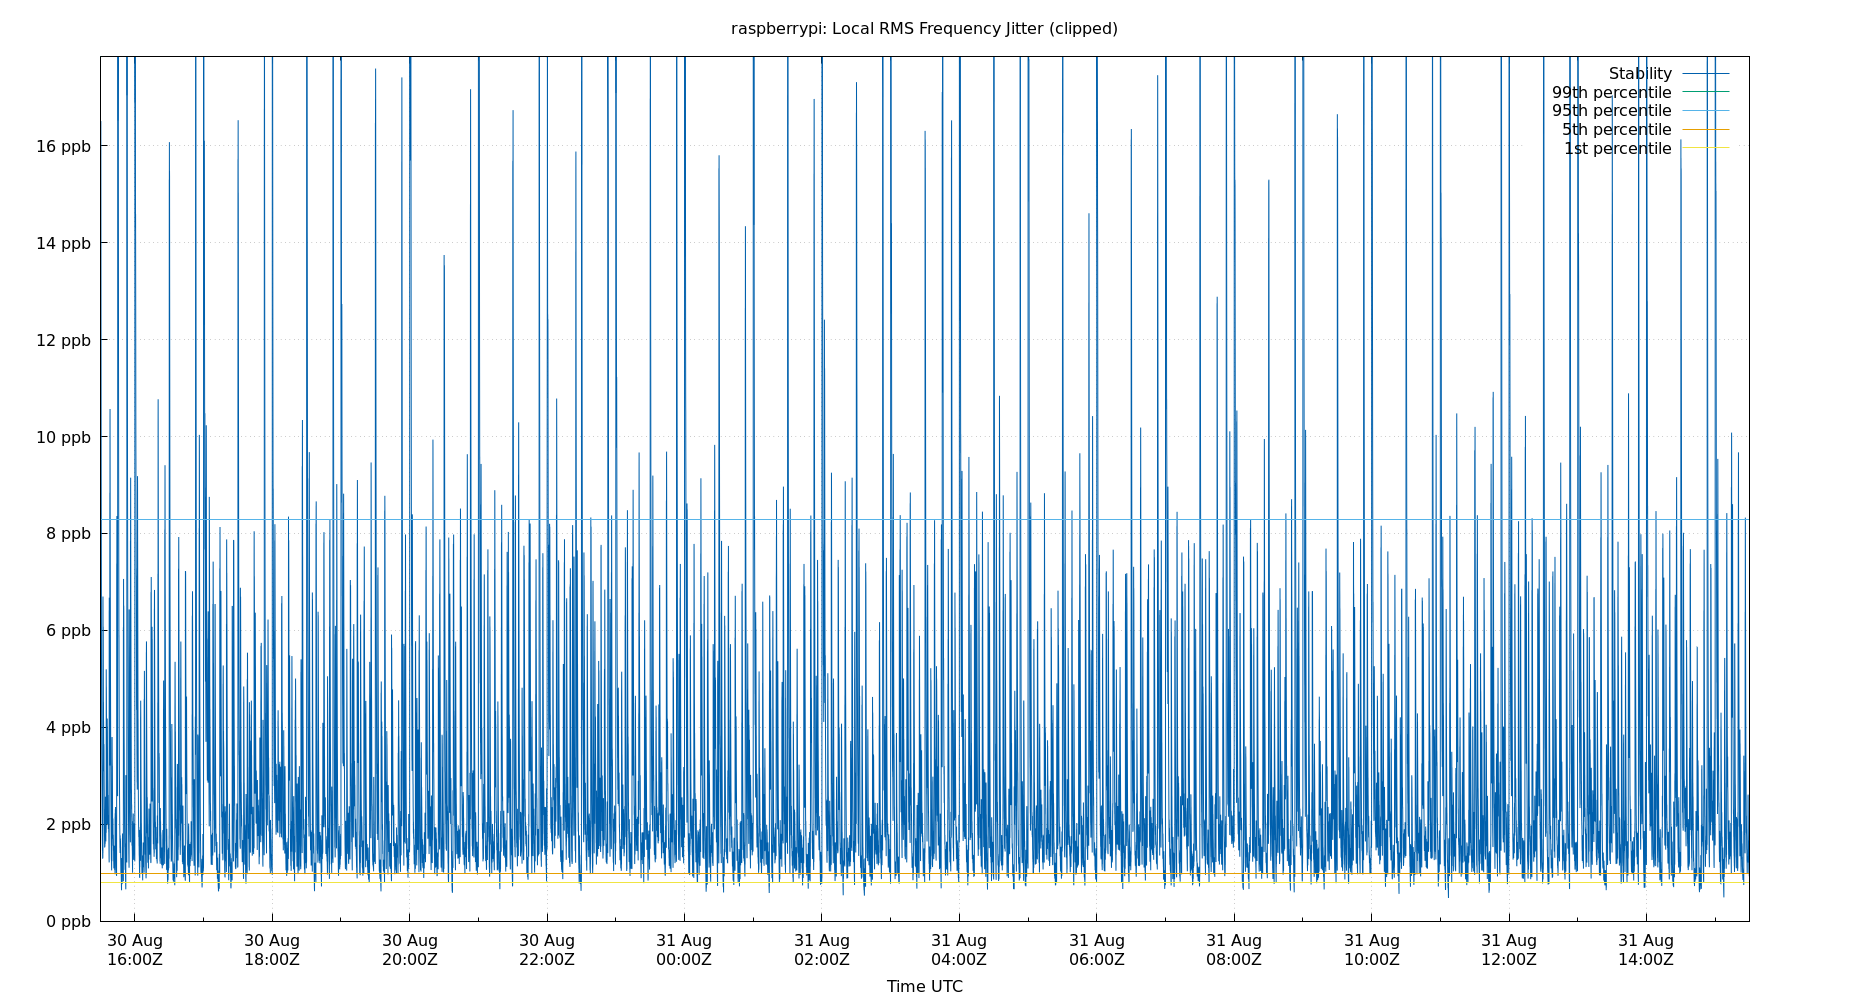 raspberrypi: Local RMS Frequency Jitter (clipped)
Stability
99th percentile
95th percentile
5th percentile
1st percentile
16 ppb
14 ppb
12 ppb
10 ppb
8 ppb
6 ppb
4 ppb
2 ppb
0 ppb
30 Aug 30 Aug 30 Aug 30 Aug 31 Aug 31 Aug 31 Aug 31 Aug 31 Aug 31 Aug 31 Aug 31 Aug
16:00Z 18:00Z 20:00Z 22:00Z 00:00Z 02:00Z 04:00Z 06:00Z 08:00Z 10:00Z 12:00Z 14:00Z
Time UTC